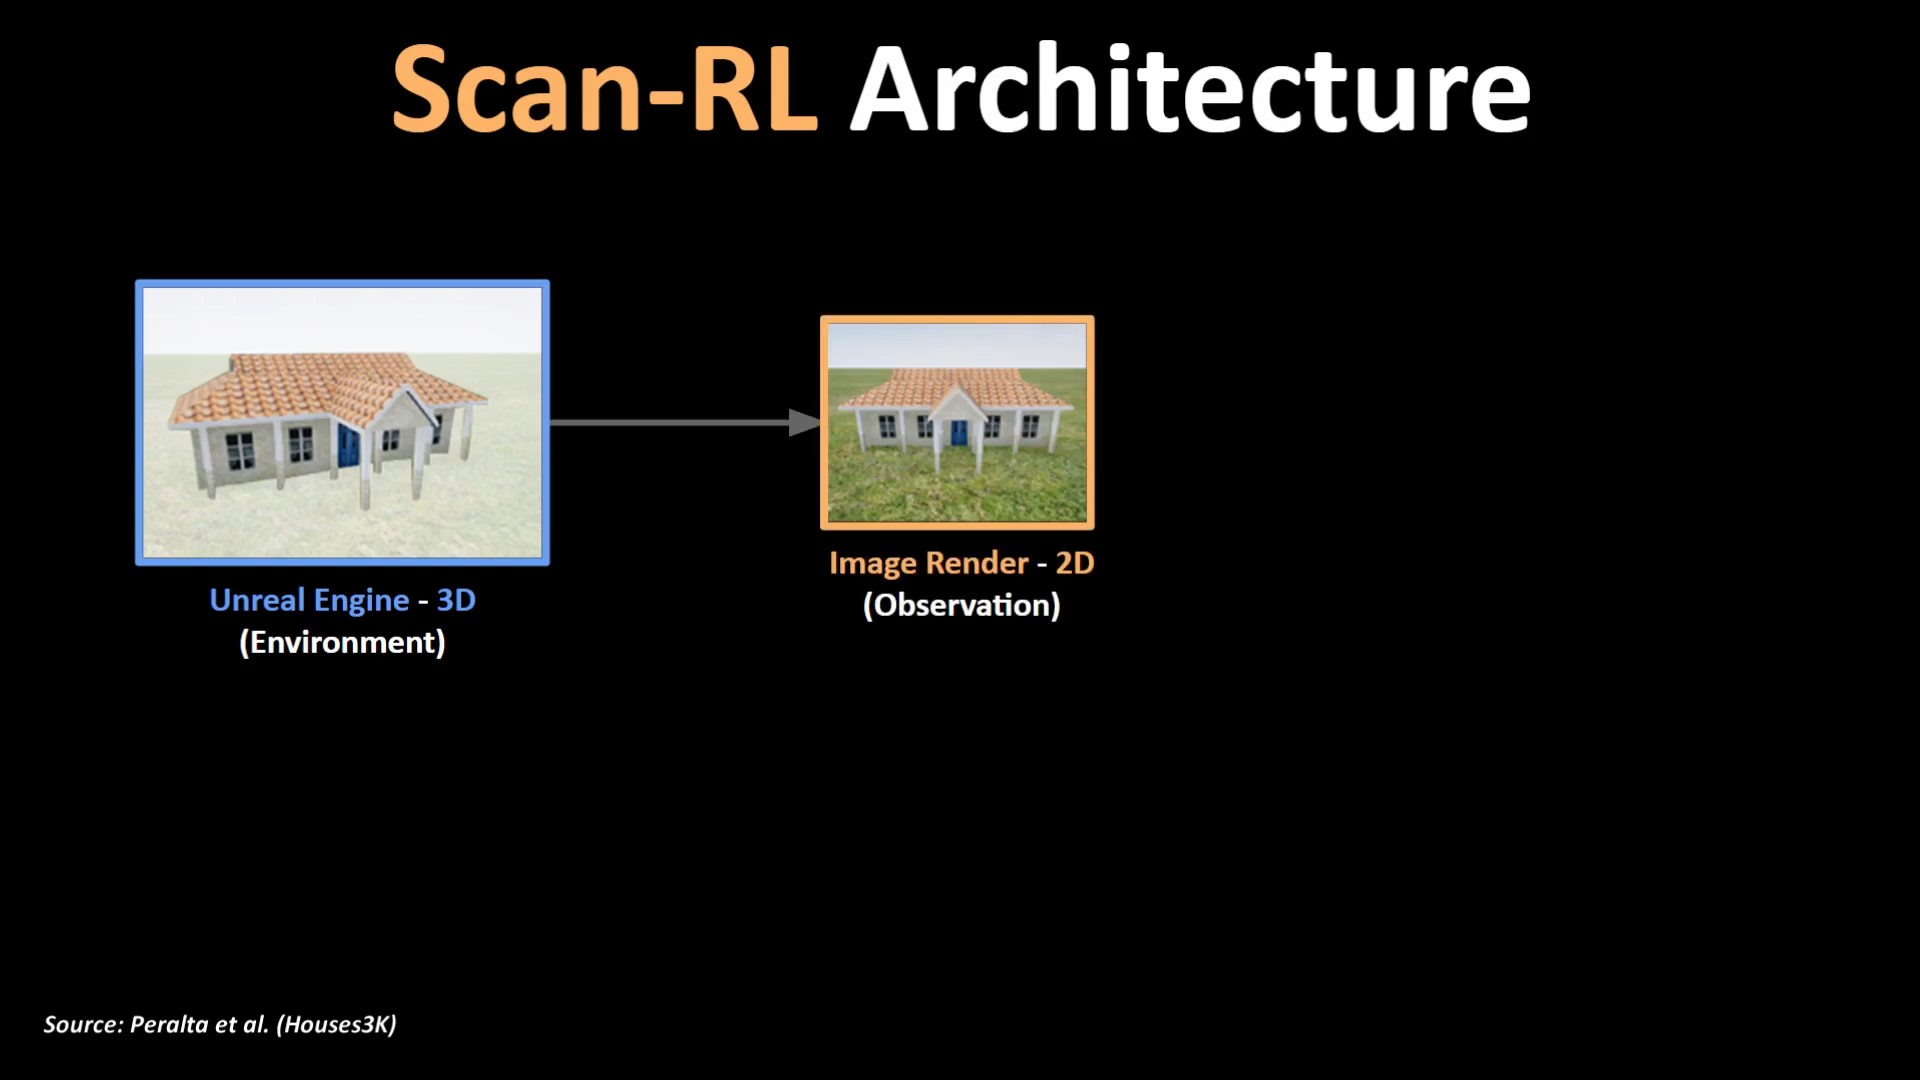 Scan-RL Architecture
Unreal Engine - 3D
(Environment)
Image Render - 2D
(Observation)
Source: Peralta et al. (Houses3K)